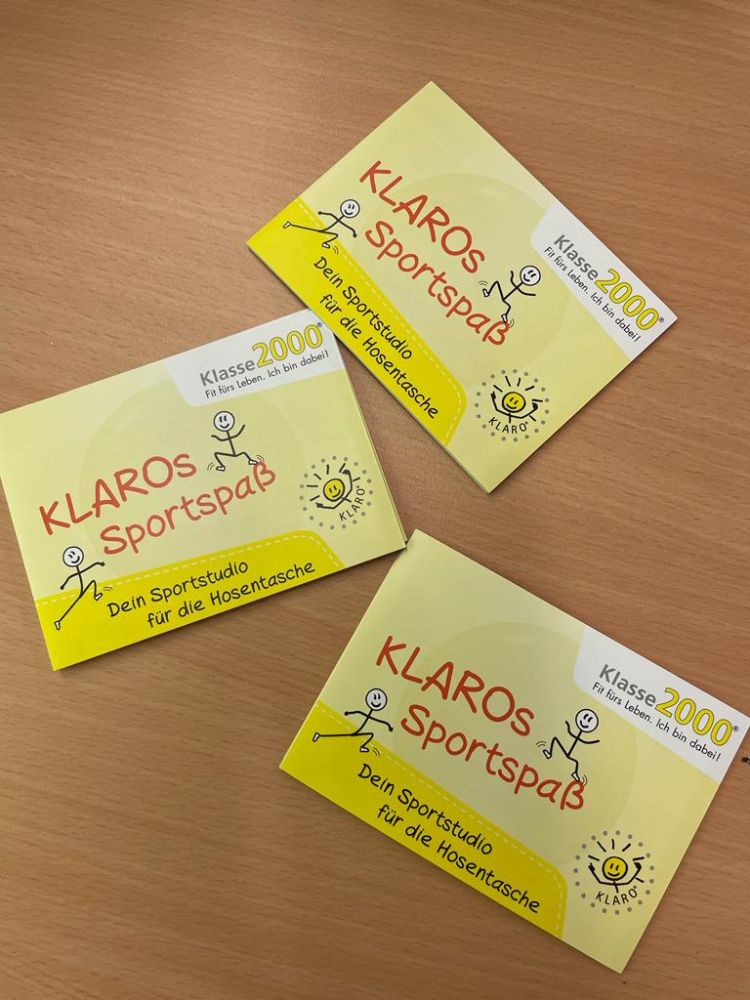 Klasse2000®
Fit fürs Leben. Ich bin dabei!
KLAROs
Sportspaß
Dein Sportstudio
für die Hosentasche
KLARO®
Klasse2000®
Fit fürs Leben. Ich bin dabei!
KLAROs
Sportspaß
KLARO®
Dein Sportstudio
für die Hosentasche
Klasse2000®
Fit fürs Leben. Ich bin dabei!
KLAROs
Sportspaß
Dein Sportstudio
für die Hosentasche
KLARO®